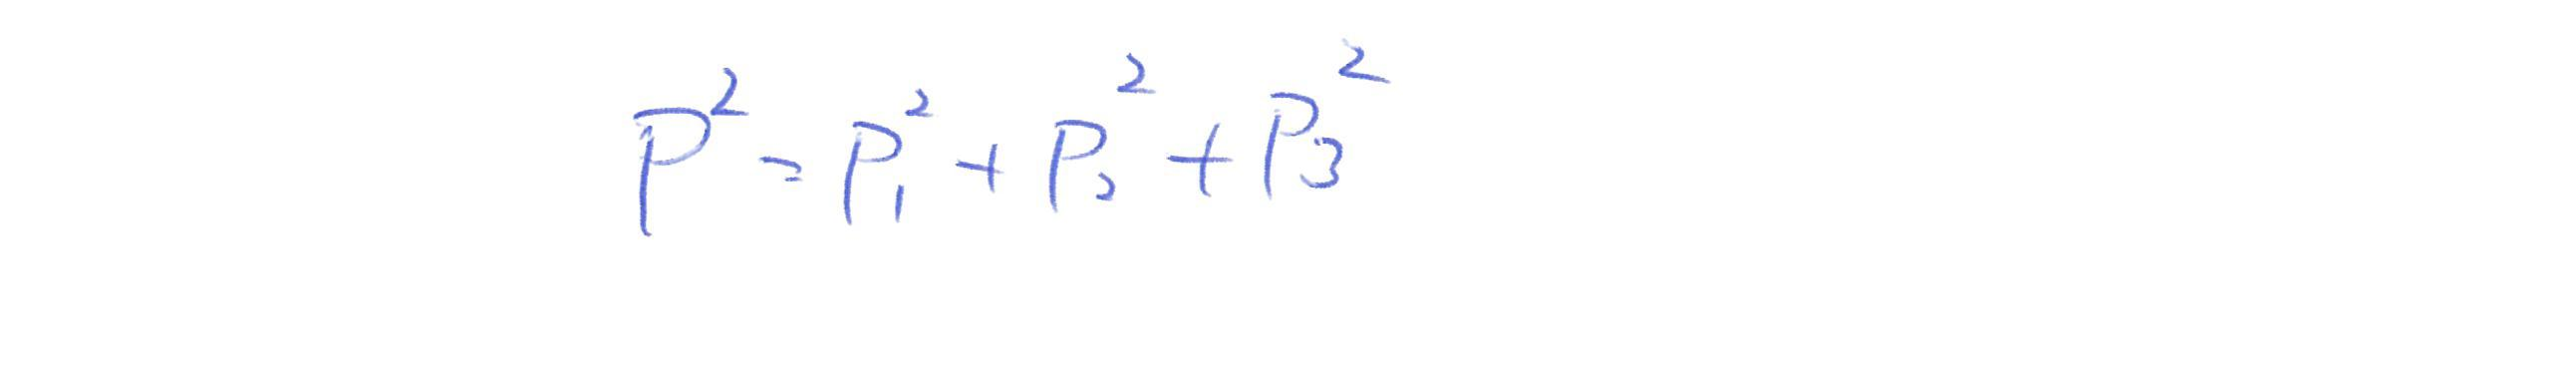 P² = P₁² + P₂² + P₃²